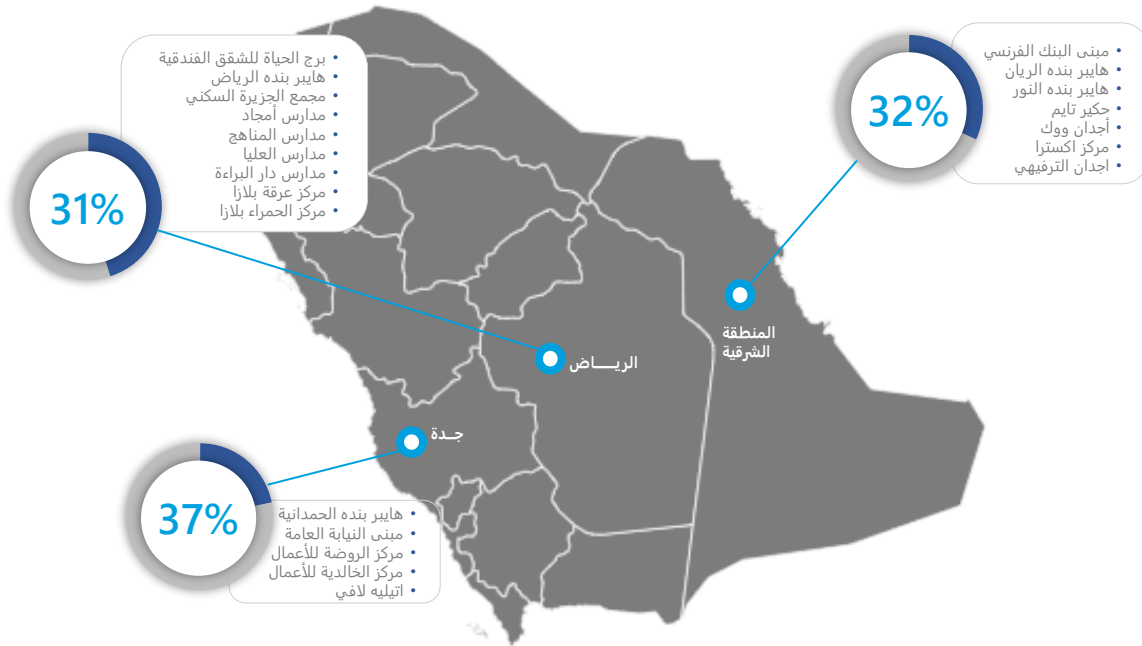 برج الحياة للشقق الفندقية
هايبر بنده الرياض
مجمع الجزيرة السكني
مدارس أمجاد
مدارس المناهج
مدارس العليا
مدارس دار البراءة
مركز عرقة بلازا
مركز الحمراء بلازا
31%
مبنى البنك الفرنسي
هايبر بنده الريان
هايبر بنده النور
حكير تايم
أجدان ووك
مركز اكسترا
اجدان الترفيهي
32%
المنطقة
الشرقية
الريـــاض
جــدة
37%
هايبر بنده الحمدانية
مبنى النيابة العامة
مركز الروضة للأعمال
مركز الخالدية للأعمال
اتيليه لافي